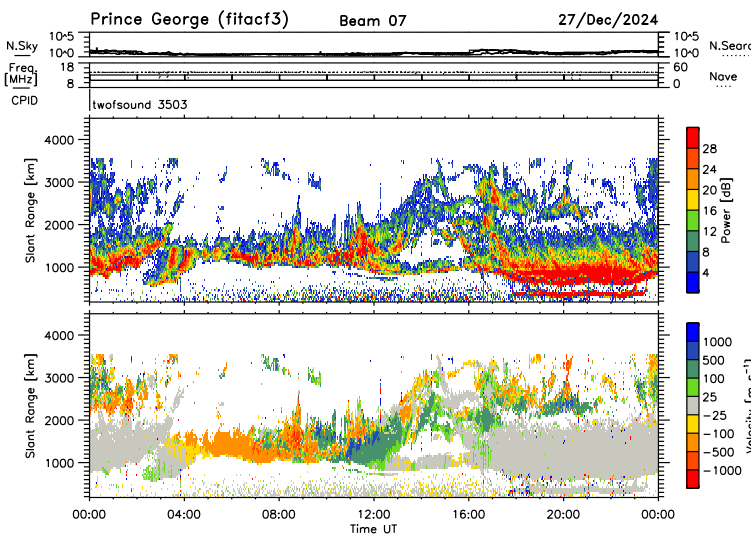 Prince George (fitacf3) Beam 07 27/Dec/2024
N.Sky 10^5 10^0 10^5 10^0
Freq [MHz] 18 8 60 0 Nave
CPID twofsound 3503
Slant Range [km] 4000 3000 2000 1000
Power [dB] 28 24 20 16 12 8 4
Slant Range [km] 4000 3000 2000 1000
1000 500 100 25 -25 -100 -500 -1000
00:00 04:00 08:00 12:00 16:00 20:00 00:00
Time UT